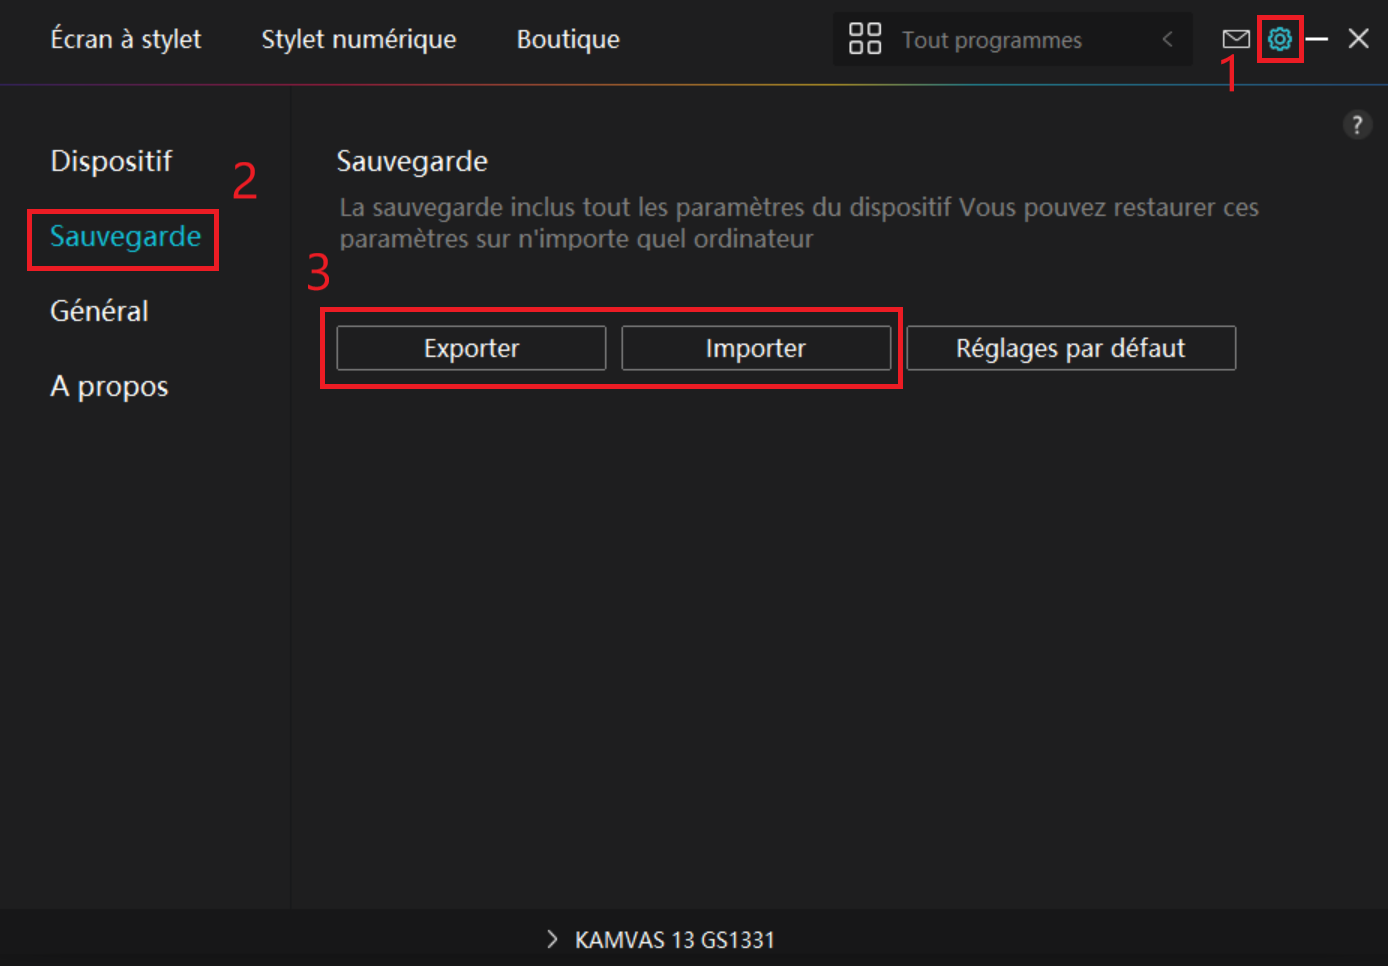 Écran à stylet
Stylet numérique
Boutique
Tout programmes
1
?
Dispositif
2
Sauvegarde
Général
A propos
Sauvegarde
La sauvegarde inclus tout les paramètres du dispositif Vous pouvez restaurer ces
paramètres sur n'importe quel ordinateur
3
Exporter
Importer
Réglages par défaut
KAMVAS 13 GS1331